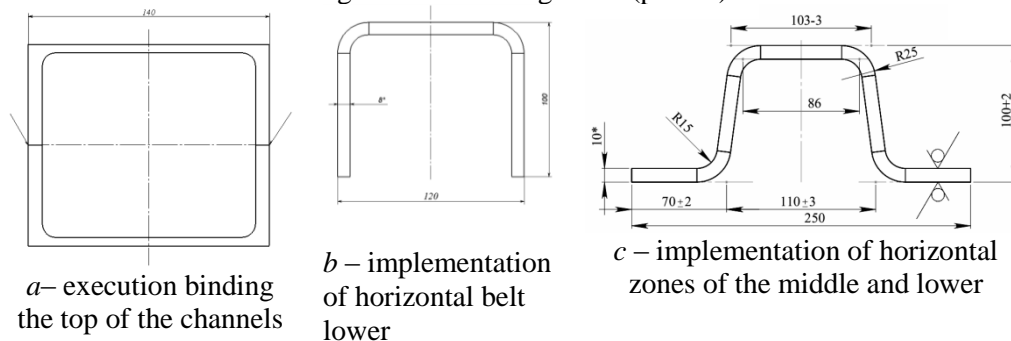 140
a– execution binding
the top of the channels
8*
100
120
b – implementation
of horizontal belt
lower
103-3
R25
86
R15
10*
100±2
70±2
110±3
250
c – implementation of horizontal
zones of the middle and lower